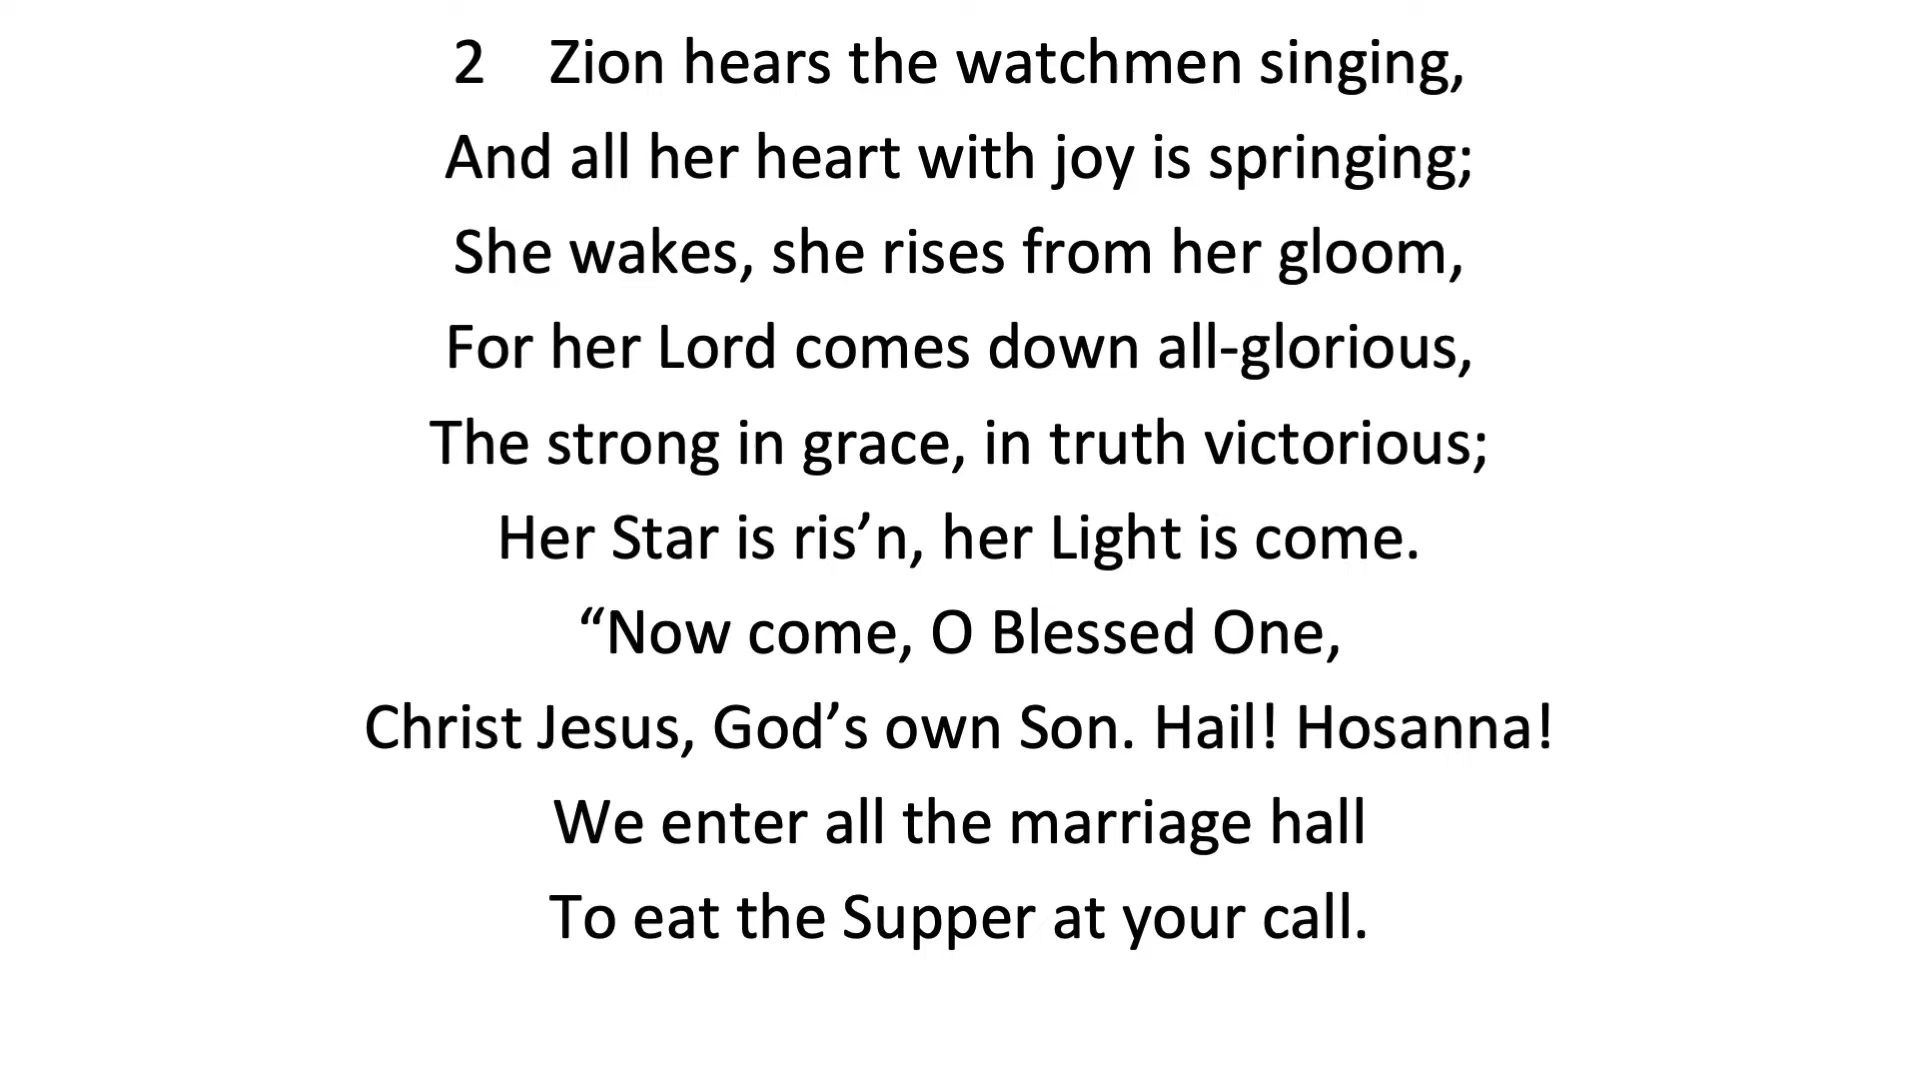 2 Zion hears the watchmen singing,
And all her heart with joy is springing;
She wakes, she rises from her gloom,
For her Lord comes down all-glorious,
The strong in grace, in truth victorious;
Her Star is ris’n, her Light is come.
“Now come, O Blessed One,
Christ Jesus, God’s own Son. Hail! Hosanna!
We enter all the marriage hall
To eat the Supper at your call.